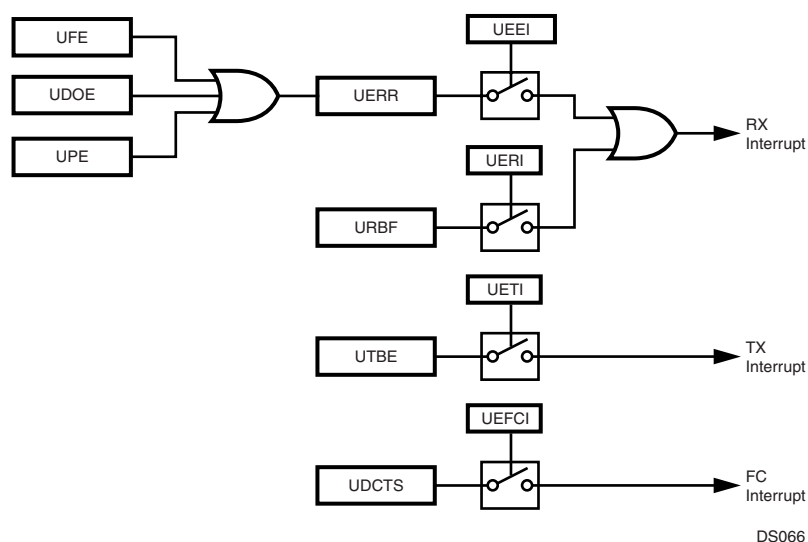 UFE
UDOE
UPE
UERR
UEEI
RX
Interrupt
UERI
URBF
UETI
UTBE
TX
Interrupt
UEFCI
UDCTS
FC
Interrupt
DS066